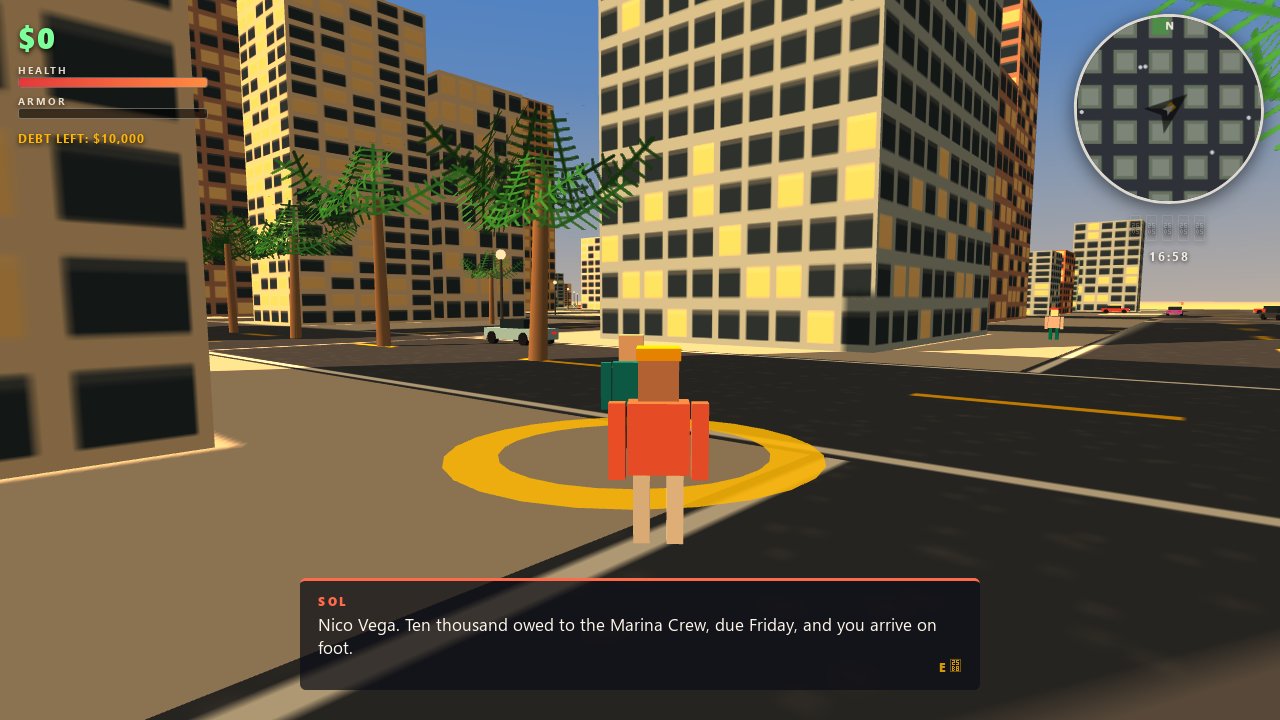 $0
HEALTH
ARMOR
DEBT LEFT: $10,000
N
16:58
SOL
Nico Vega. Ten thousand owed to the Marina Crew, due Friday, and you arrive on
foot.
E